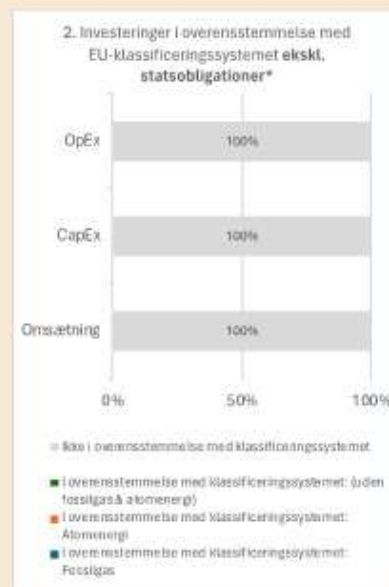 2. Investeringer i overensstemmelse med
EU-klassificeringssystemet ekskl.
statsobligationer*
OpEx
100%
CapEx
100%
Omsætning
100%
0%
50%
100%
Ikke i overensstemmelse med klassificeringssystemet
I overensstemmelse med klassificeringssystemet: (uden
fossilgas & atomenergi)
I overensstemmelse med klassificeringssystemet:
Atomenergi
I overensstemmelse med klassificeringssystemet:
Fossilgas